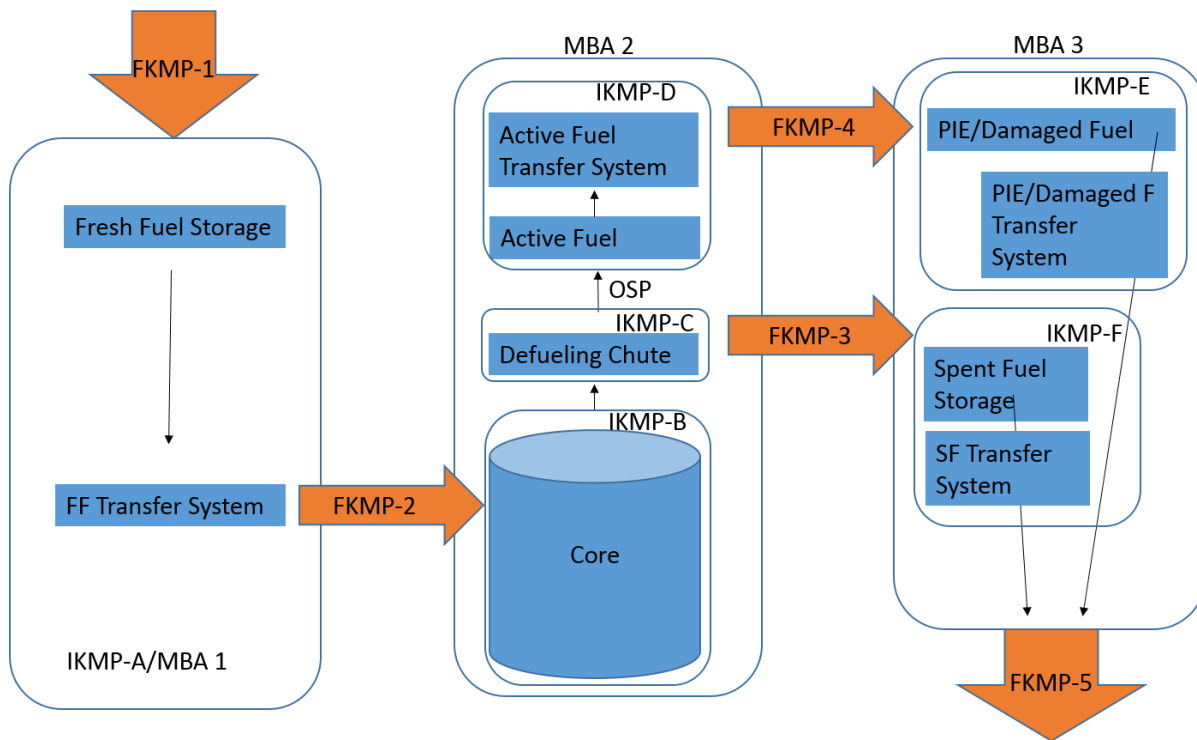 FKMP-1
Fresh Fuel Storage
FF Transfer System
IKMP-A/MBA 1
FKMP-2
MBA 2
IKMP-D
Active Fuel
Transfer System
Active Fuel
OSP
IKMP-C
Defueling Chute
IKMP-B
Core
FKMP-4
FKMP-3
MBA 3
IKMP-E
PIE/Damaged Fuel
PIE/Damaged F
Transfer
System
IKMP-F
Spent Fuel
Storage
SF Transfer
System
FKMP-5